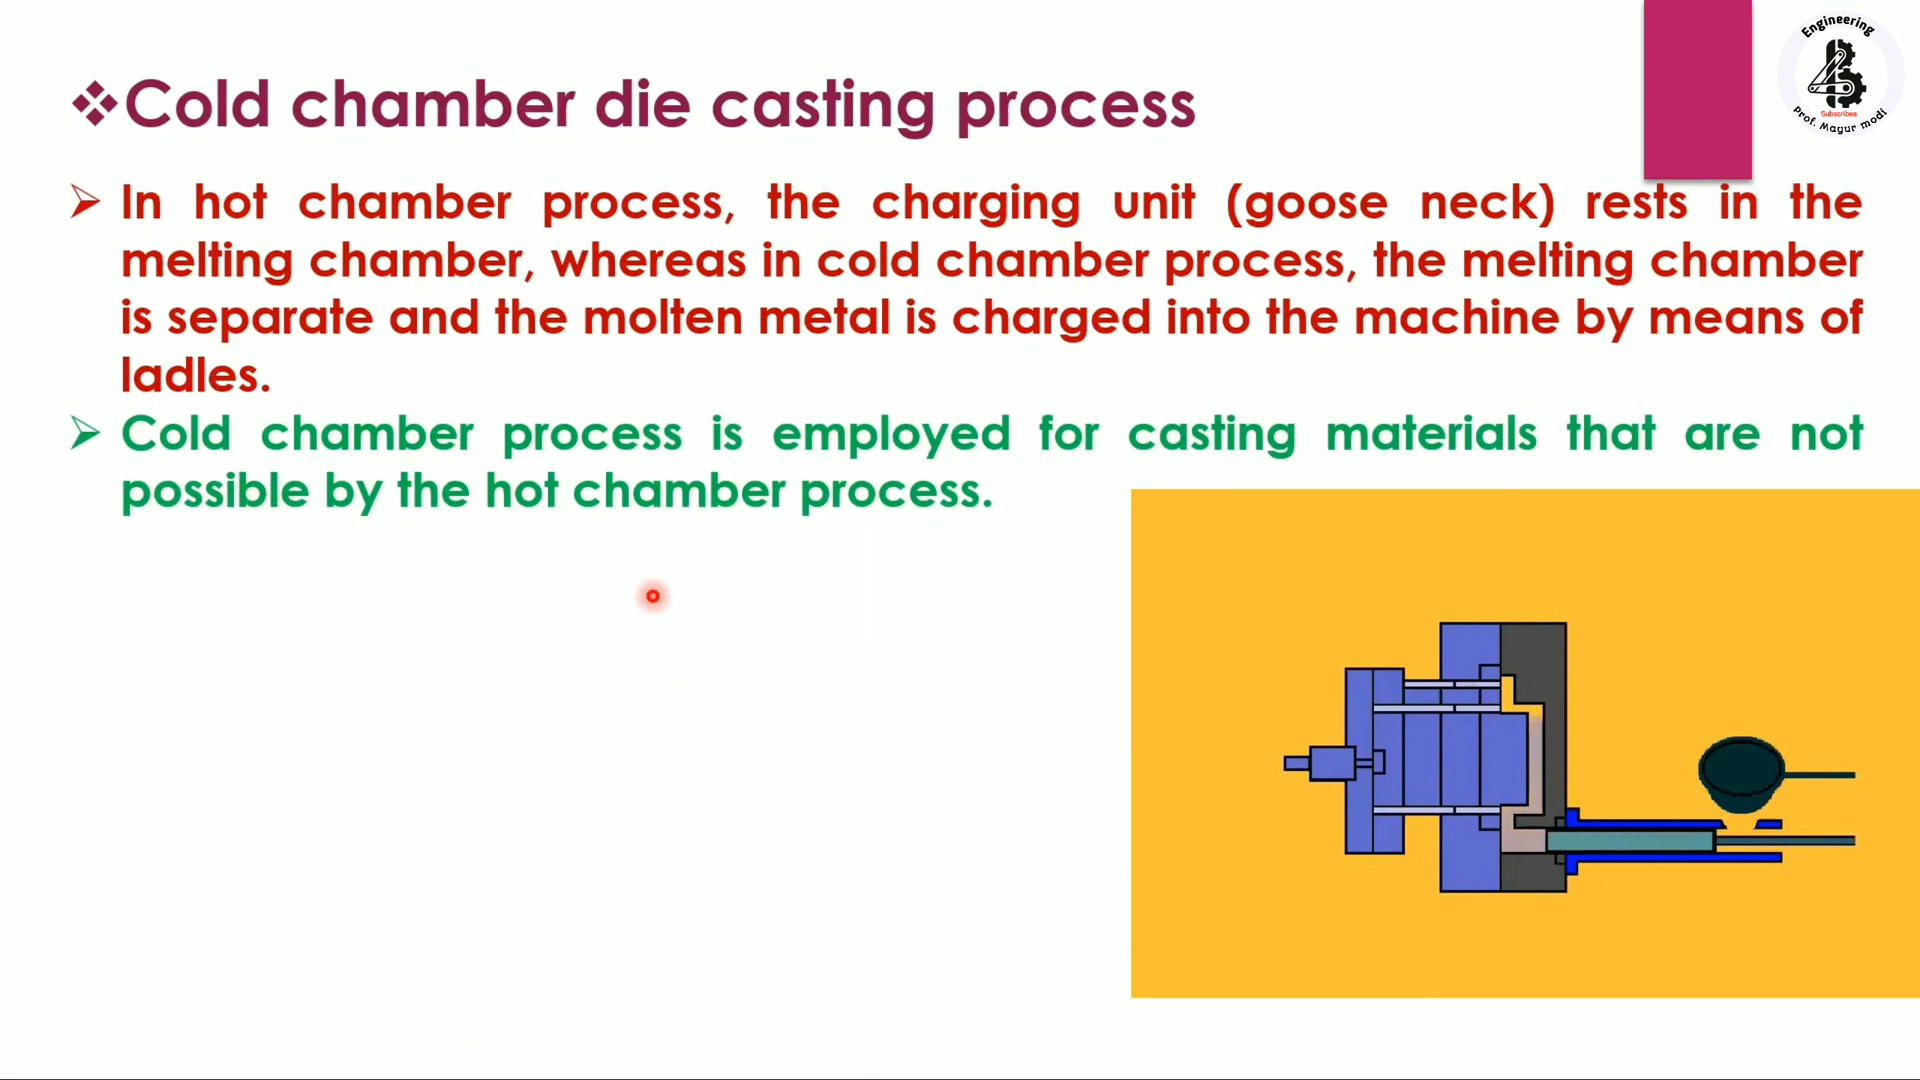 Engineering
Subscribes
Prof. Mayur modi
❖Cold chamber die casting process
➢ In hot chamber process, the charging unit (goose neck) rests in the
melting chamber, whereas in cold chamber process, the melting chamber
is separate and the molten metal is charged into the machine by means of
ladles.
➢ Cold chamber process is employed for casting materials that are not
possible by the hot chamber process.